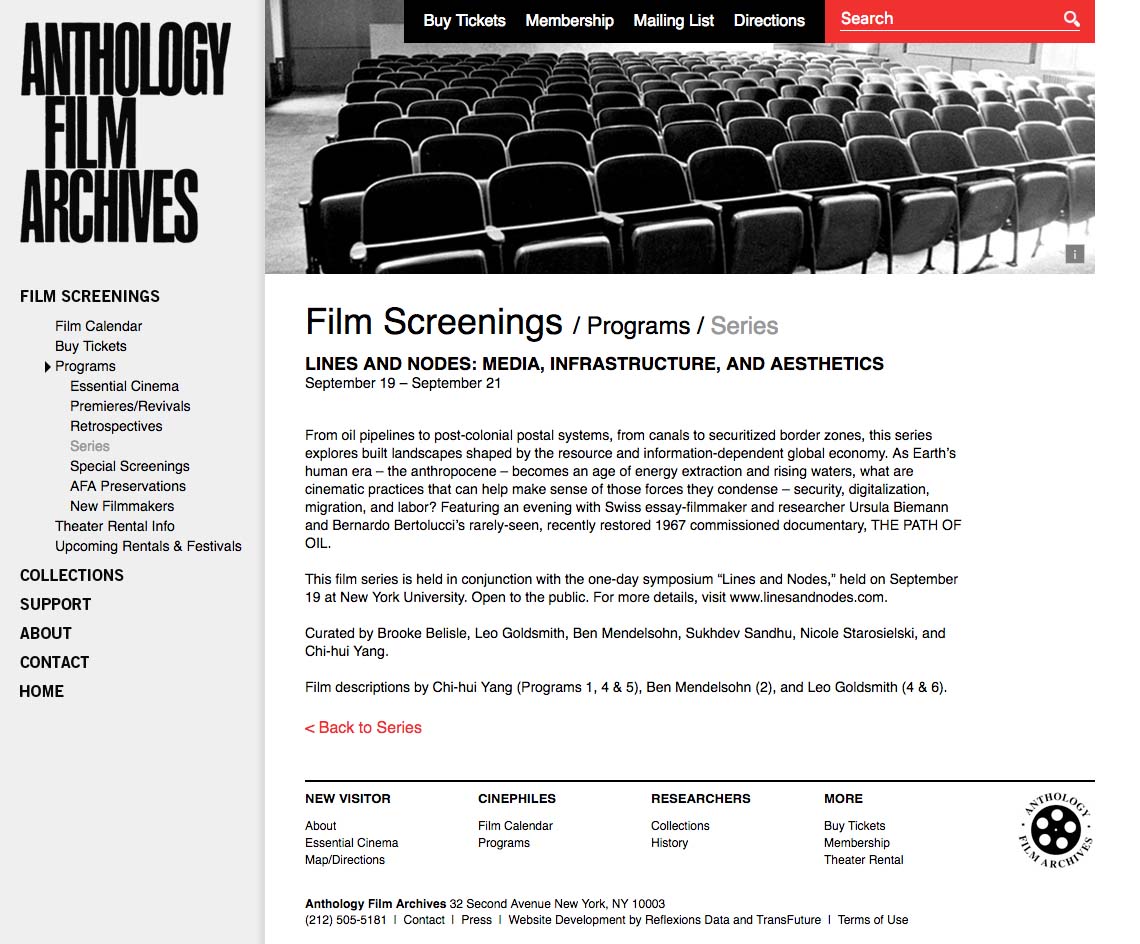 ANTHOLOGY
FILM
ARCHIVES
Buy Tickets Membership Mailing List Directions Search
i
FILM SCREENINGS
Film Calendar
Buy Tickets
Programs
Essential Cinema
Premieres/Revivals
Retrospectives
Series
Special Screenings
AFA Preservations
New Filmmakers
Theater Rental Info
Upcoming Rentals & Festivals
COLLECTIONS
SUPPORT
ABOUT
CONTACT
HOME
Film Screenings / Programs / Series
LINES AND NODES: MEDIA, INFRASTRUCTURE, AND AESTHETICS
September 19 – September 21
From oil pipelines to post-colonial postal systems, from canals to securitized border zones, this series
explores built landscapes shaped by the resource and information-dependent global economy. As Earth’s
human era – the anthropocene – becomes an age of energy extraction and rising waters, what are
cinematic practices that can help make sense of those forces they condense – security, digitalization,
migration, and labor? Featuring an evening with Swiss essay-filmmaker and researcher Ursula Biemann
and Bernardo Bertolucci’s rarely-seen, recently restored 1967 commissioned documentary, THE PATH OF
OIL.
This film series is held in conjunction with the one-day symposium “Lines and Nodes,” held on September
19 at New York University. Open to the public. For more details, visit www.linesandnodes.com.
Curated by Brooke Belisle, Leo Goldsmith, Ben Mendelsohn, Sukhdev Sandhu, Nicole Starosielski, and
Chi-hui Yang.
Film descriptions by Chi-hui Yang (Programs 1, 4 & 5), Ben Mendelsohn (2), and Leo Goldsmith (4 & 6).
< Back to Series
NEW VISITOR
About
Essential Cinema
Map/Directions
CINEPHILES
Film Calendar
Programs
RESEARCHERS
Collections
History
MORE
Buy Tickets
Membership
Theater Rental
ANTHOLOGY
FILM ARCHIVES
Anthology Film Archives 32 Second Avenue New York, NY 10003
(212) 505-5181 | Contact | Press | Website Development by Reflexions Data and TransFuture | Terms of Use